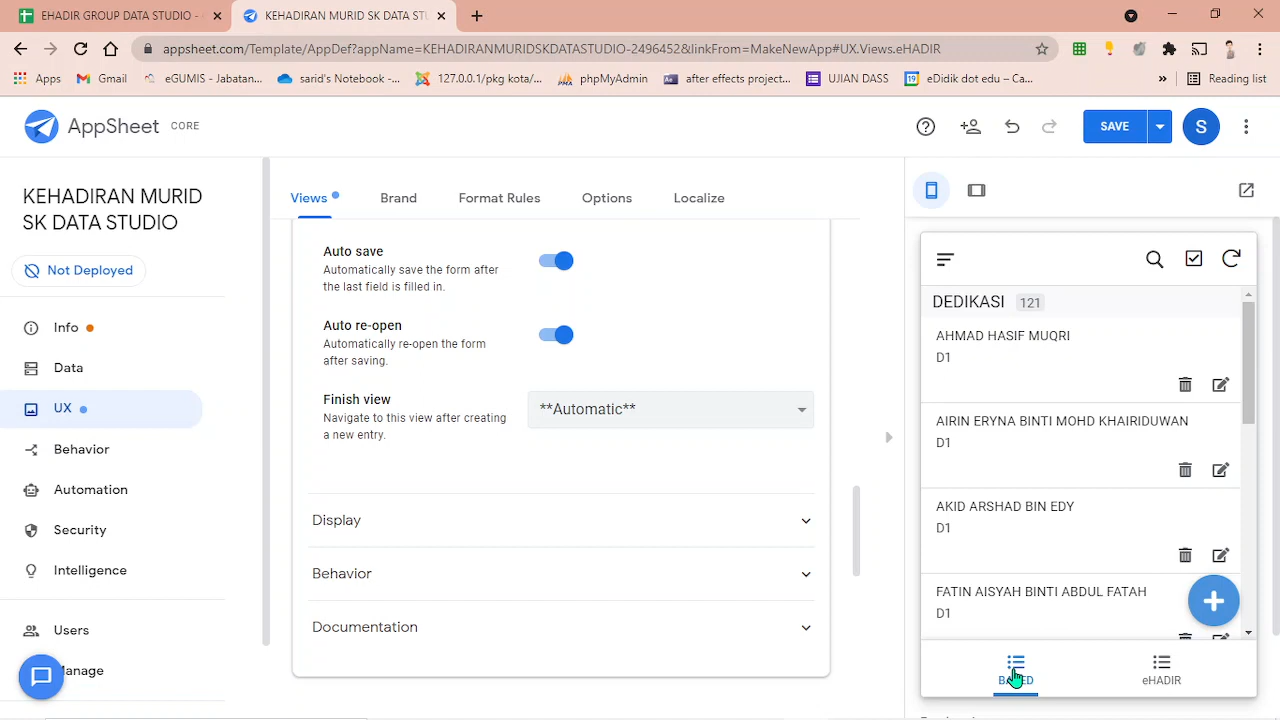 EHADIR GROUP DATA STUDIO -
KEHADIRAN MURID SK DATA STU
appsheet.com/Template/AppDef?appName=KEHADIRANMURIDSKDATASTUDIO-2496452&linkFrom=MakeNewApp#UX.Views.eHADIR
Apps
Gmail
eGUMIS - Jabatan...
sarid's Notebook -...
127.0.0.1/pkg kota/...
phpMyAdmin
after effects project...
UJIAN DASS
eDidik dot edu – Ca...
»
Reading list
AppSheet CORE
SAVE
S
KEHADIRAN MURID
SK DATA STUDIO
Not Deployed
Info
Data
UX
Behavior
Automation
Security
Intelligence
Users
anage
Views
Brand
Format Rules
Options
Localize
Auto save
Automatically save the form after
the last field is filled in.
Auto re-open
Automatically re-open the form
after saving.
Finish view
Navigate to this view after creating
a new entry.
**Automatic**
Display
Behavior
Documentation
DEDIKASI 121
AHMAD HASIF MUQRI
D1
AIRIN ERYNA BINTI MOHD KHAIRIDUWAN
D1
AKID ARSHAD BIN EDY
D1
FATIN AISYAH BINTI ABDUL FATAH
D1
eHADIR